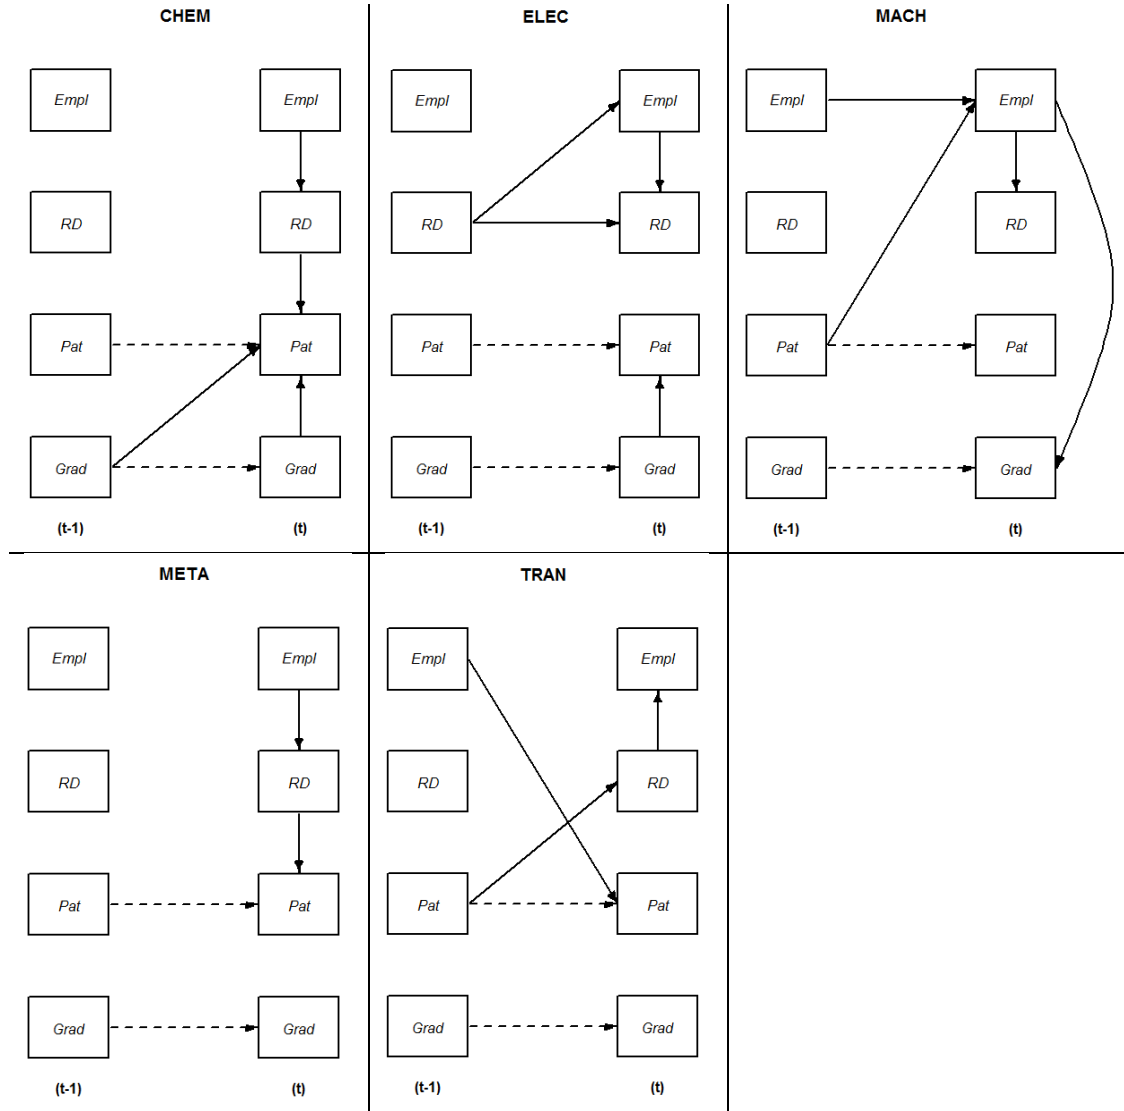 CHEM
Empl Empl
RD RD
Pat Pat
Grad Grad
(t-1) (t)
ELEC
Empl Empl
RD RD
Pat Pat
Grad Grad
(t-1) (t)
MACH
Empl Empl
RD RD
Pat Pat
Grad Grad
(t-1) (t)
META
Empl Empl
RD RD
Pat Pat
Grad Grad
(t-1) (t)
TRAN
Empl Empl
RD RD
Pat Pat
Grad Grad
(t-1) (t)